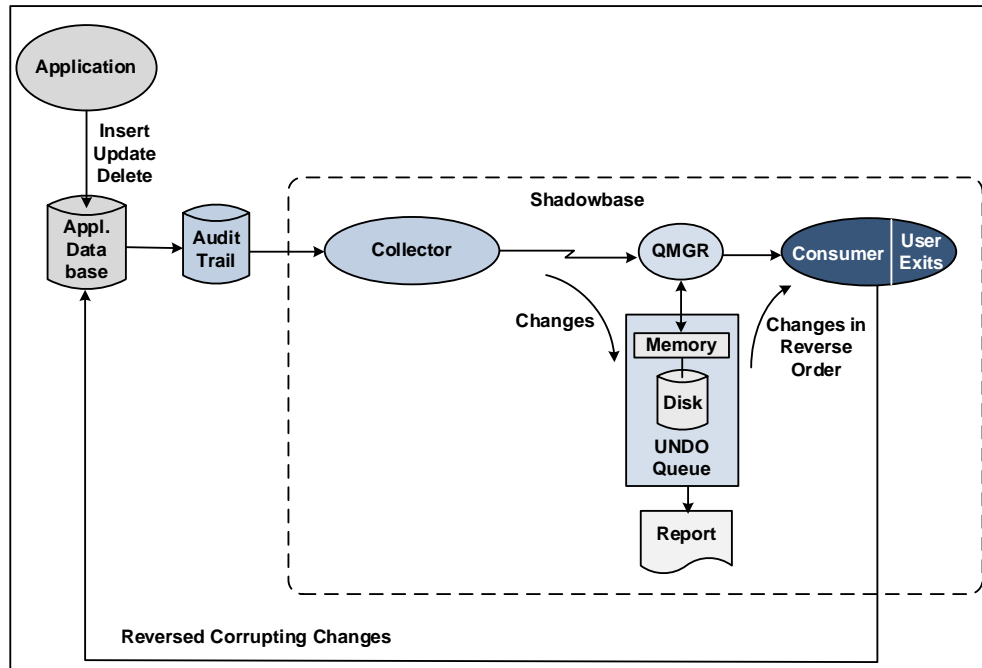 Application
Insert
Update
Delete
Shadowbase
Appl.
Data
base
Audit
Trail
Collector
QMGR
Consumer
User
Exits
Changes
Memory
Disk
UNDO
Queue
Changes in
Reverse
Order
Report
Reversed Corrupting Changes